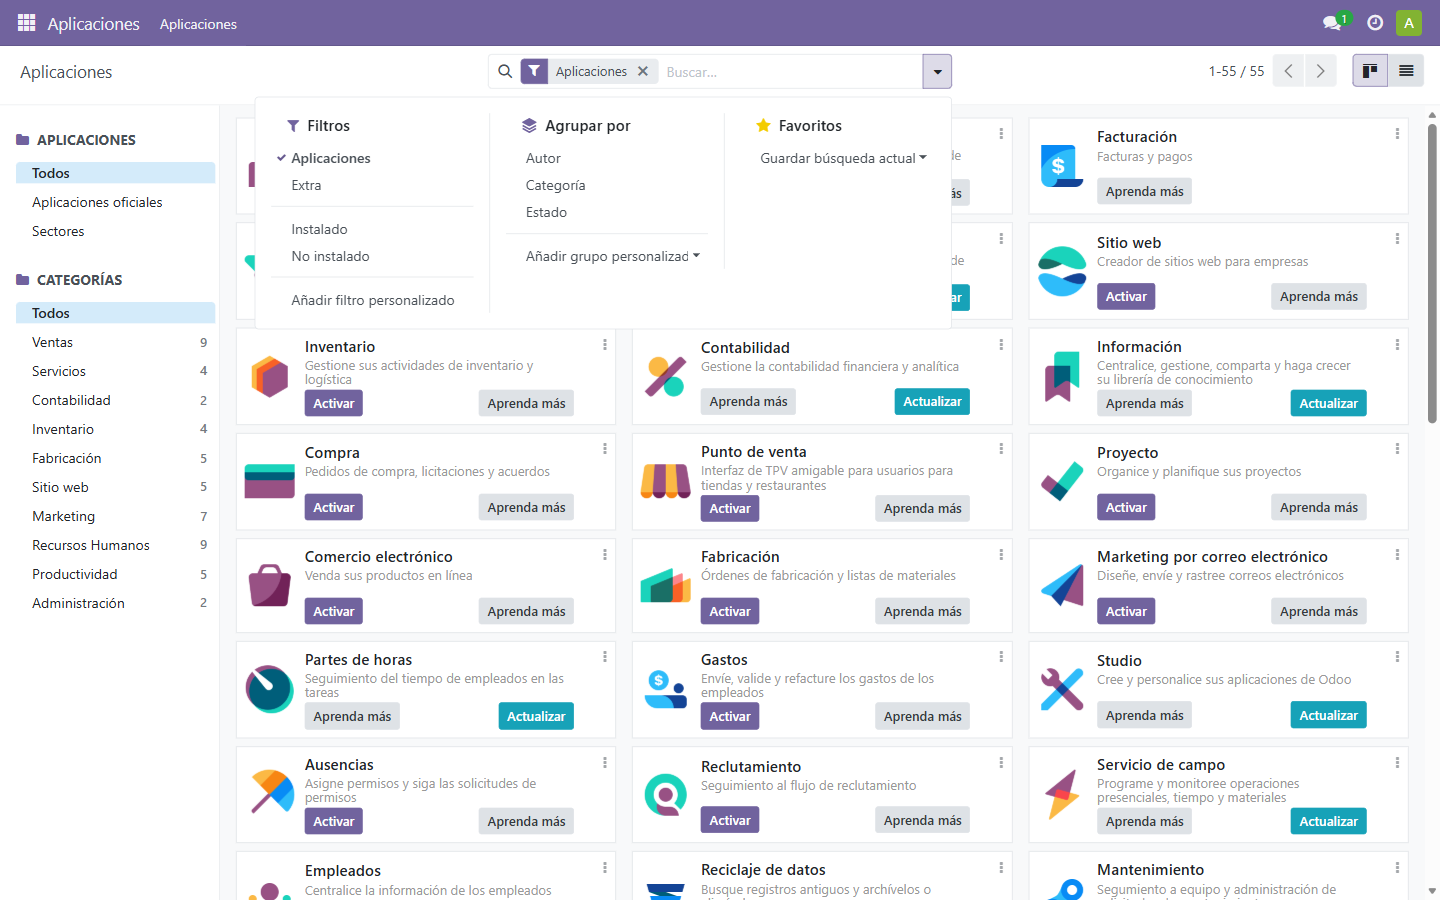 Aplicaciones
Aplicaciones
1
A
Aplicaciones
Aplicaciones
Buscar...
1-55 / 55
APLICACIONES
Todos
Aplicaciones oficiales
Sectores
CATEGORÍAS
Todos
Ventas 9
Servicios 4
Contabilidad 2
Inventario 4
Fabricación 5
Sitio web 5
Marketing 7
Recursos Humanos 9
Productividad 5
Administración 2
Filtros
Aplicaciones
Extra
Instalado
No instalado
Añadir filtro personalizado
Agrupar por
Autor
Categoría
Estado
Añadir grupo personalizad
Favoritos
Guardar búsqueda actual
de
ás
Facturación
Facturas y pagos
Aprenda más
de
ar
Sitio web
Creador de sitios web para empresas
Activar
Aprenda más
Inventario
Gestione sus actividades de inventario y
logística
Activar
Aprenda más
Contabilidad
Gestione la contabilidad financiera y analítica
Aprenda más
Actualizar
Información
Centralice, gestione, comparta y haga crecer
su librería de conocimiento
Aprenda más
Actualizar
Compra
Pedidos de compra, licitaciones y acuerdos
Activar
Aprenda más
Punto de venta
Interfaz de TPV amigable para usuarios para
tiendas y restaurantes
Activar
Aprenda más
Proyecto
Organice y planifique sus proyectos
Activar
Aprenda más
Comercio electrónico
Venda sus productos en línea
Activar
Aprenda más
Fabricación
Órdenes de fabricación y listas de materiales
Activar
Aprenda más
Marketing por correo electrónico
Diseñe, envíe y rastree correos electrónicos
Activar
Aprenda más
Partes de horas
Seguimiento del tiempo de empleados en las
tareas
Aprenda más
Actualizar
Gastos
Envíe, valide y refacture los gastos de los
empleados
Activar
Aprenda más
Studio
Cree y personalice sus aplicaciones de Odoo
Aprenda más
Actualizar
Ausencias
Asigne permisos y siga las solicitudes de
permisos
Activar
Aprenda más
Reclutamiento
Seguimiento al flujo de reclutamiento
Activar
Aprenda más
Servicio de campo
Programe y monitoree operaciones
presenciales, tiempo y materiales
Aprenda más
Actualizar
Empleados
Centralice la información de los empleados
Reciclaje de datos
Busque registros antiguos y archívelos o
Mantenimiento
Segumiento a equipo y administración de